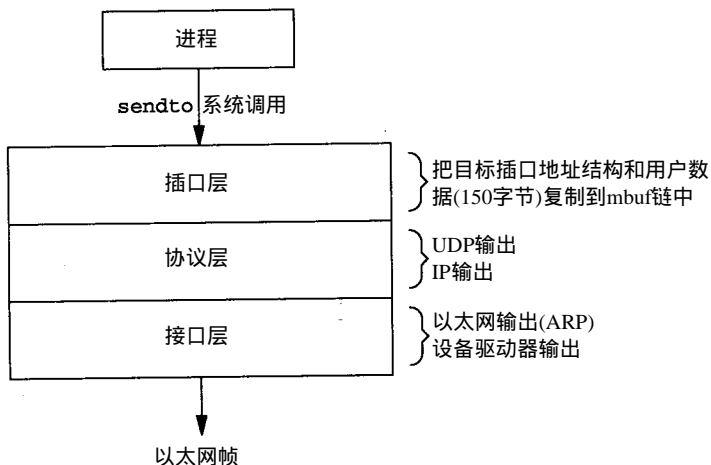 进程
sendto 系统调用
插口层
把目标插口地址结构和用户数
据(150字节)复制到mbuf链中
协议层
UDP输出
IP输出
接口层
以太网输出(ARP)
设备驱动器输出
以太网帧